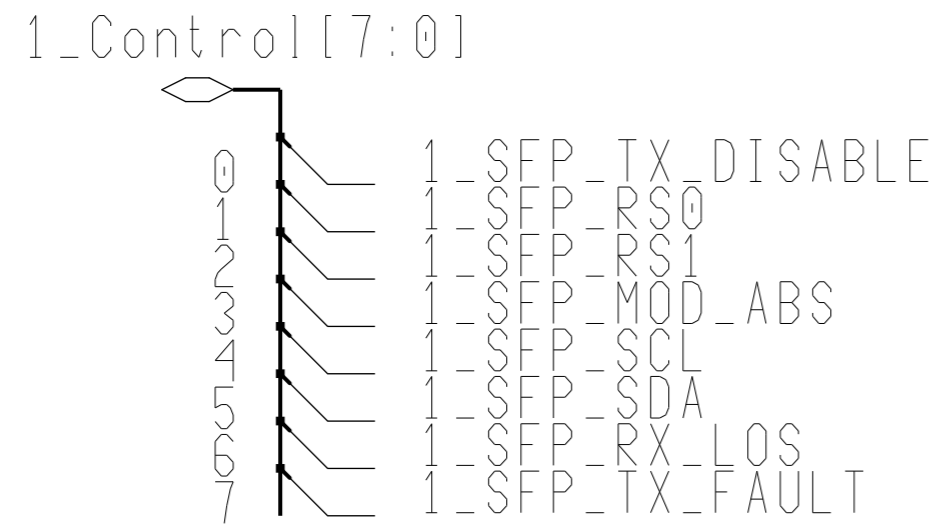 1_Control[7:0]
0 1_SFP_TX_DISABLE
1 1_SFP_RS0
2 1_SFP_RS1
3 1_SFP_MOD_ABS
4 1_SFP_SCL
5 1_SFP_SDA
6 1_SFP_RX_LOS
7 1_SFP_TX_FAULT